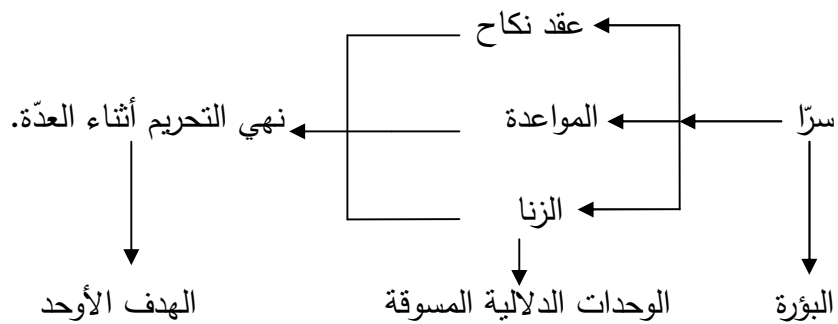 عقد نكاح
سرّا المواعدة نهي التحريم أثناء العدّة.
الزنا
البؤرة الوحدات الدلالية المسوقة الهدف الأوحد